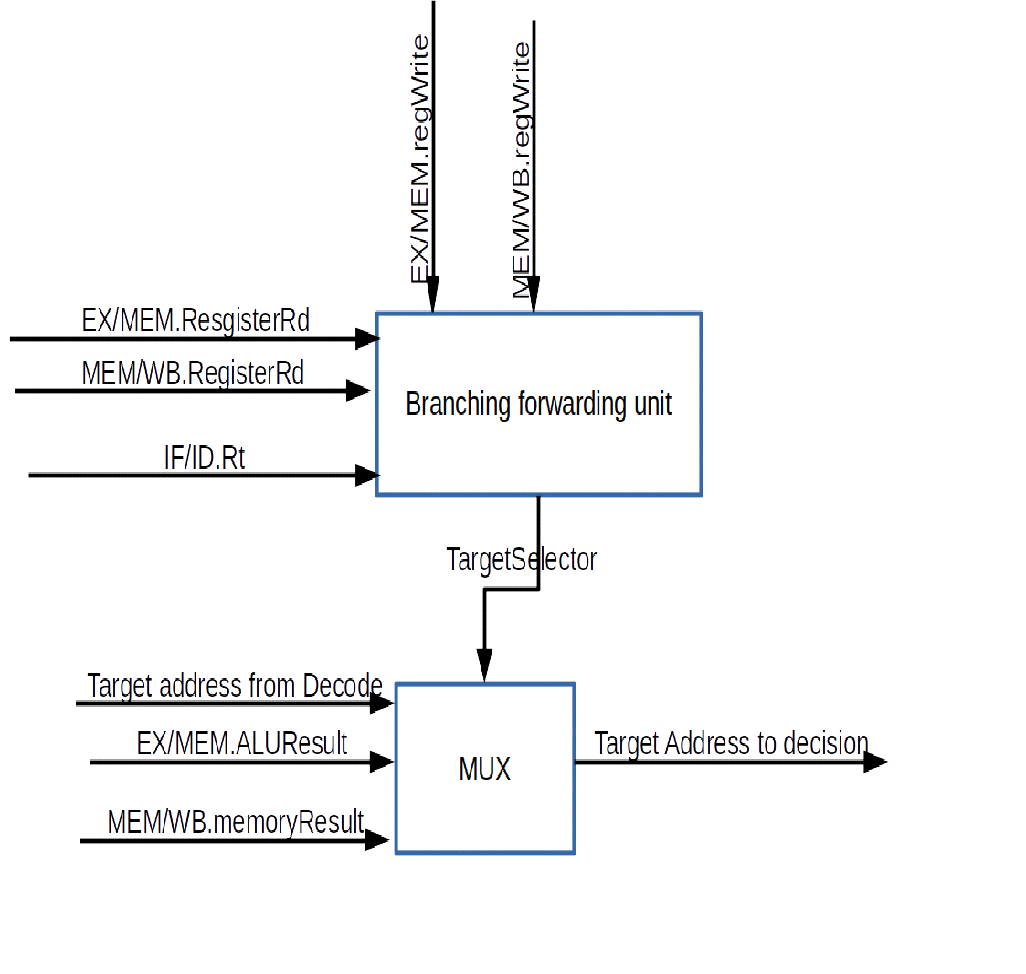 EX/MEM.regWrite
MEM/WB.regWrite
EX/MEM.ResgisterRd
MEM/WB.RegisterRd
IF/ID.Rt
Branching forwarding unit
TargetSelector
Target address from Decode
EX/MEM.ALUResult
MEM/WB.memoryResult
MUX
Target Address to decision